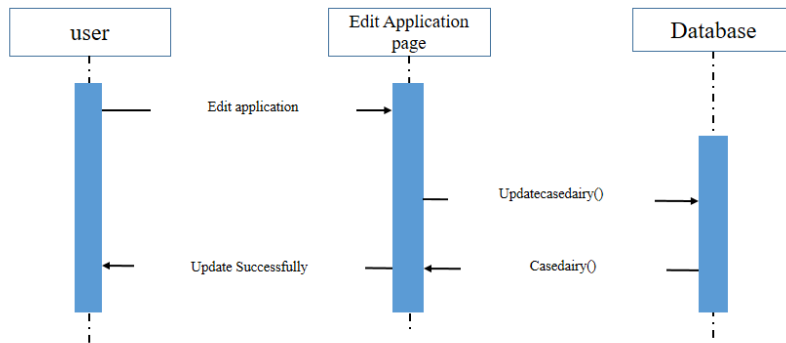 user
Edit Application
page
Database
Edit application
Updatecasedairy()
Update Successfully
Casedairy()